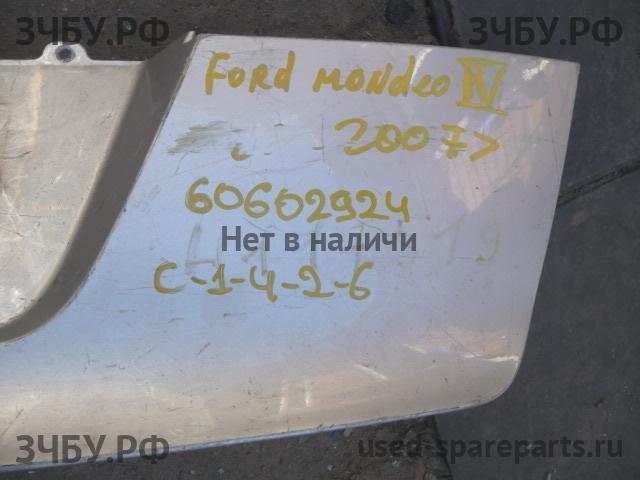 ЗЧБУ.РФ ЗЧБУ.РФ
FORD MONDEO IV
2007>
60602924
Нет в наличи
C-1-4-2-6
ЗЧБУ.РФ used-spareparts.ru